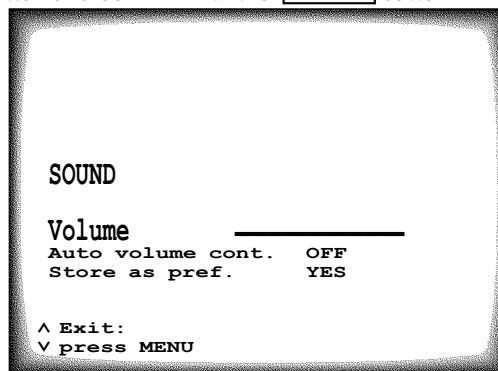 SOUND
Volume
Auto volume cont. OFF
Store as pref. YES
∧ Exit:
∨ press MENU